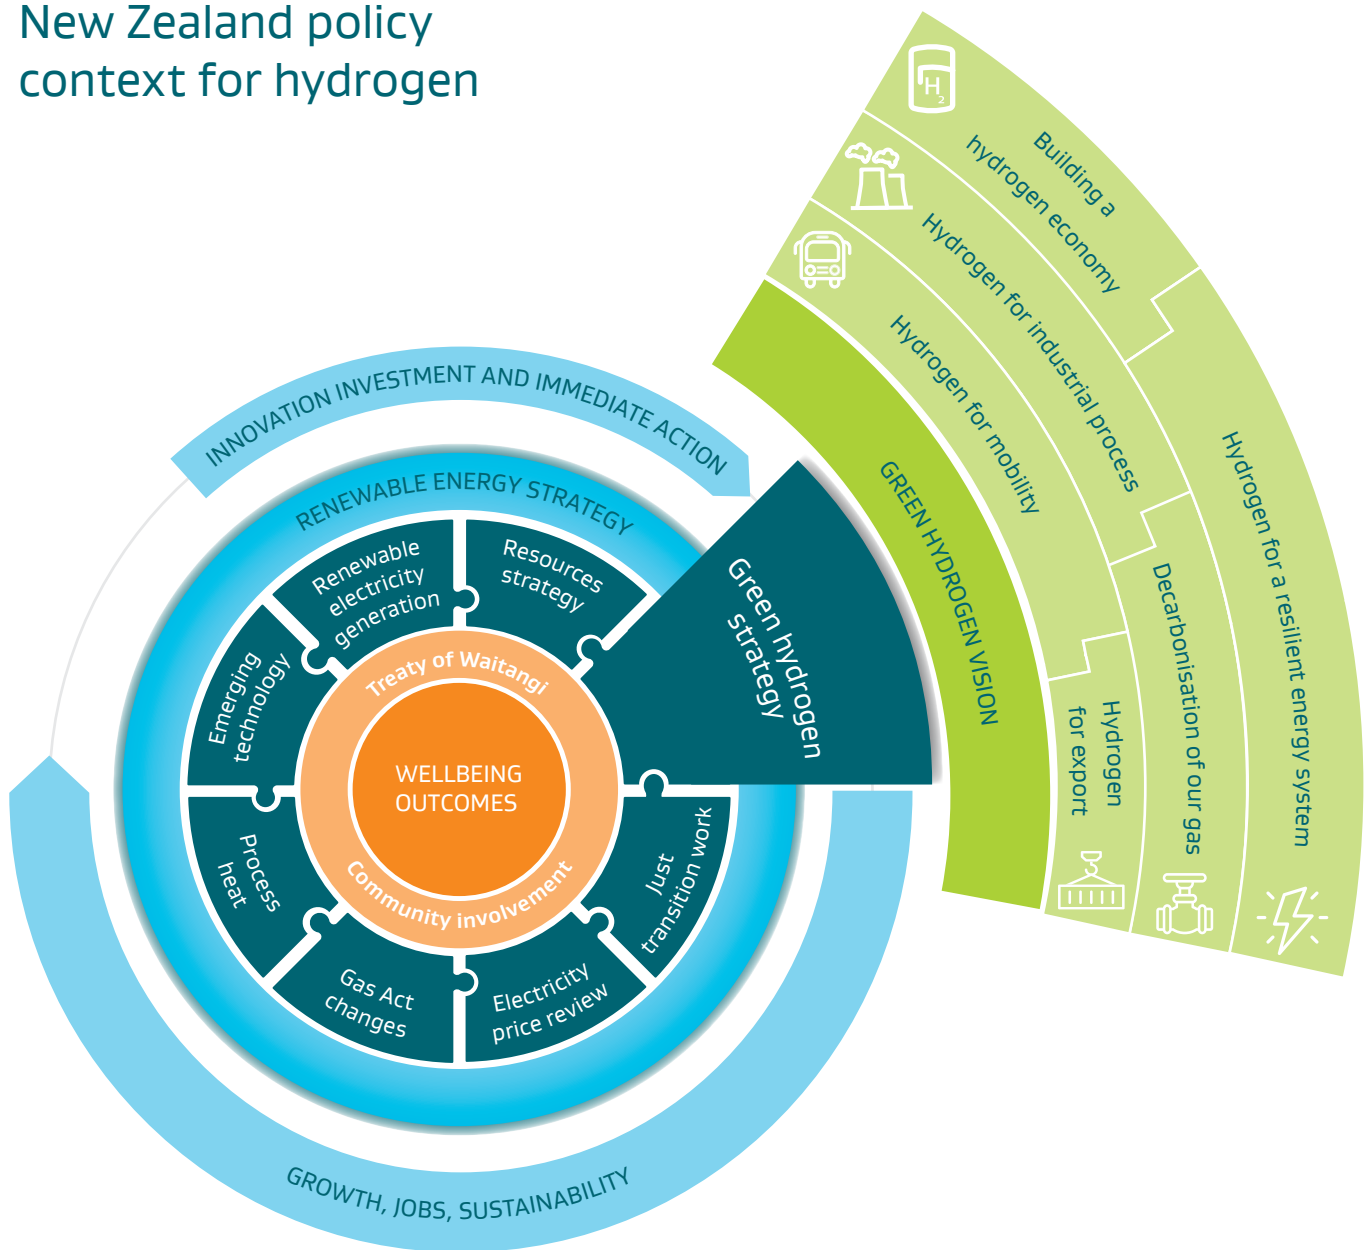 New Zealand policy
context for hydrogen
H2
Building a
hydrogen economy
Hydrogen for industrial process
Hydrogen for mobility
Hydrogen for a resilient energy system
Decarbonisation of our gas
Hydrogen
for export
GREEN HYDROGEN VISION
INNOVATION INVESTMENT AND IMMEDIATE ACTION
RENEWABLE ENERGY STRATEGY
Green hydrogen
strategy
Resources
strategy
Renewable
electricity
generation
Emerging
technology
Process
heat
Gas Act
changes
Electricity
price review
Just
transition work
Treaty of Waitangi
WELLBEING
OUTCOMES
Community involvement
GROWTH, JOBS, SUSTAINABILITY